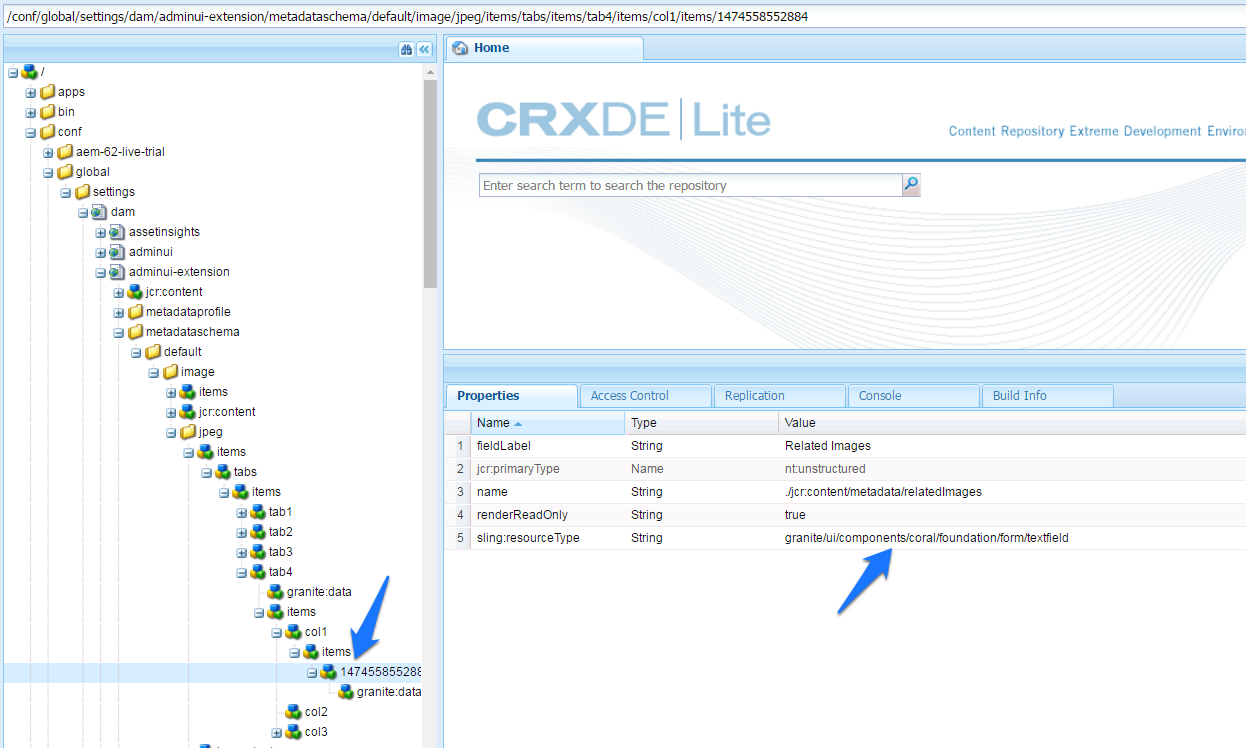 /conf/global/settings/dam/adminui-extension/metadataschema/default/image/jpeg/items/tabs/items/tab4/items/col1/items/1474558552884
Home
/
apps
bin
conf
aem-62-live-trial
global
settings
dam
assetinsights
adminui
adminui-extension
jcr:content
metadataprofile
metadataschema
default
image
items
jcr:content
jpeg
items
tabs
items
tab1
tab2
tab3
tab4
granite:data
items
col1
items
147455855288
granite:data
col2
col3
CRXDE | Lite
Content Repository Extreme Development Enviro
Enter search term to search the repository
Properties Access Control Replication Console Build Info
Name Type Value
1 fieldLabel String Related Images
2 jcr:primaryType Name nt:unstructured
3 name String ./jcr:content/metadata/relatedImages
4 renderReadOnly String true
5 sling:resourceType String granite/ui/components/coral/foundation/form/textfield